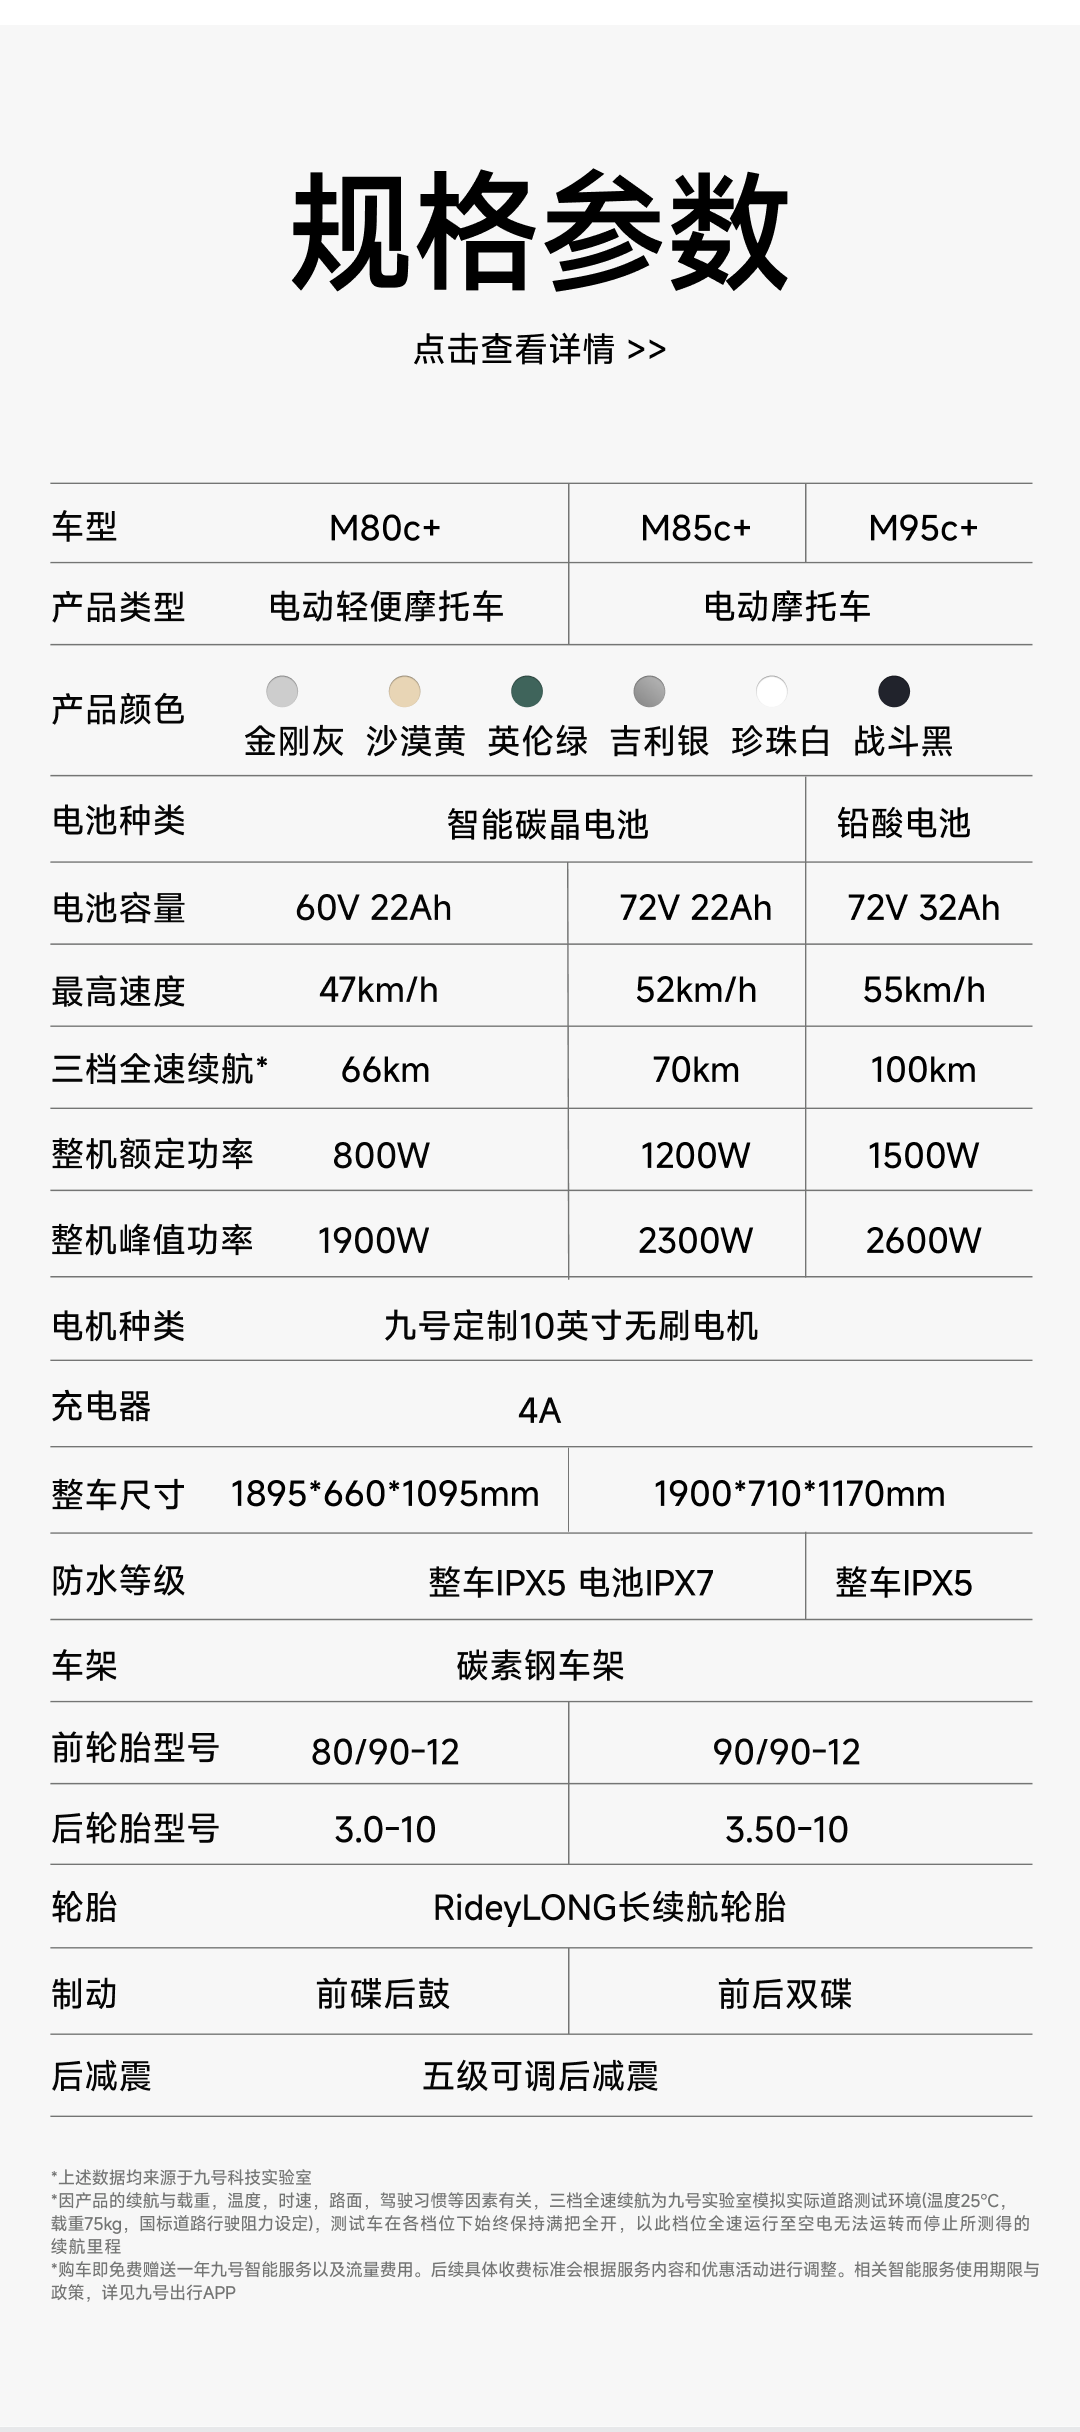 规格参数
点击查看详情 >>
车型 M80c+ M85c+ M95c+
产品类型 电动轻便摩托车 电动摩托车
产品颜色 金刚灰 沙漠黄 英伦绿 吉利银 珍珠白 战斗黑
电池种类 智能碳晶电池 铅酸电池
电池容量 60V 22Ah 72V 22Ah 72V 32Ah
最高速度 47km/h 52km/h 55km/h
三档全速续航* 66km 70km 100km
整机额定功率 800W 1200W 1500W
整机峰值功率 1900W 2300W 2600W
电机种类 九号定制10英寸无刷电机
充电器 4A
整车尺寸 1895*660*1095mm 1900*710*1170mm
防水等级 整车IPX5 电池IPX7 整车IPX5
车架 碳素钢车架
前轮胎型号 80/90-12 90/90-12
后轮胎型号 3.0-10 3.50-10
轮胎 RideyLONG长续航轮胎
制动 前碟后鼓 前后双碟
后减震 五级可调后减震
*上述数据均来源于九号科技实验室
*因产品的续航与载重，温度，时速，路面，驾驶习惯等因素有关，三档全速续航为九号实验室模拟实际道路测试环境(温度25°C，
载重75kg，国标道路行驶阻力设定)，测试车在各档位下始终保持满把全开，以此档位全速运行至空电无法运转而停止所测得的
续航里程
*购车即免费赠送一年九号智能服务以及流量费用。后续具体收费标准会根据服务内容和优惠活动进行调整。相关智能服务使用期限与
政策，详见九号出行APP